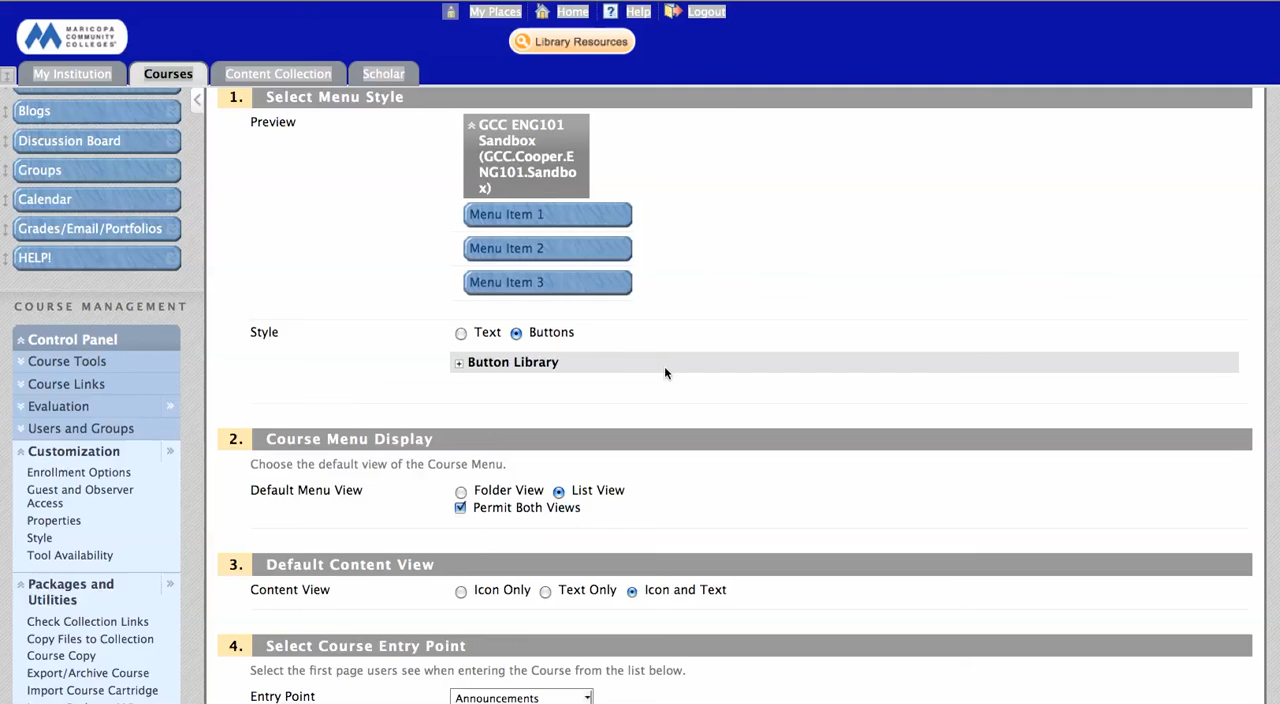 My Places
Home
Help
Logout
MARICOPA
COMMUNITY
COLLEGES
Library Resources
My Institution
Courses
Content Collection
Scholar
Blogs
Discussion Board
Groups
Calendar
Grades/Email/Portfolios
HELP!
COURSE MANAGEMENT
Control Panel
Course Tools
Course Links
Evaluation
Users and Groups
Customization
Enrollment Options
Guest and Observer
Access
Properties
Style
Tool Availability
Packages and
Utilities
Check Collection Links
Copy Files to Collection
Course Copy
Export/Archive Course
Import Course Cartridge
1. Select Menu Style
Preview
GCC ENG101
Sandbox
(GCC.Cooper.E
NG101.Sandbo
x)
Menu Item 1
Menu Item 2
Menu Item 3
Style
Text Buttons
Button Library
2. Course Menu Display
Choose the default view of the Course Menu.
Default Menu View
Folder View List View
Permit Both Views
3. Default Content View
Content View
Icon Only Text Only Icon and Text
4. Select Course Entry Point
Select the first page users see when entering the Course from the list below.
Entry Point
Announcements